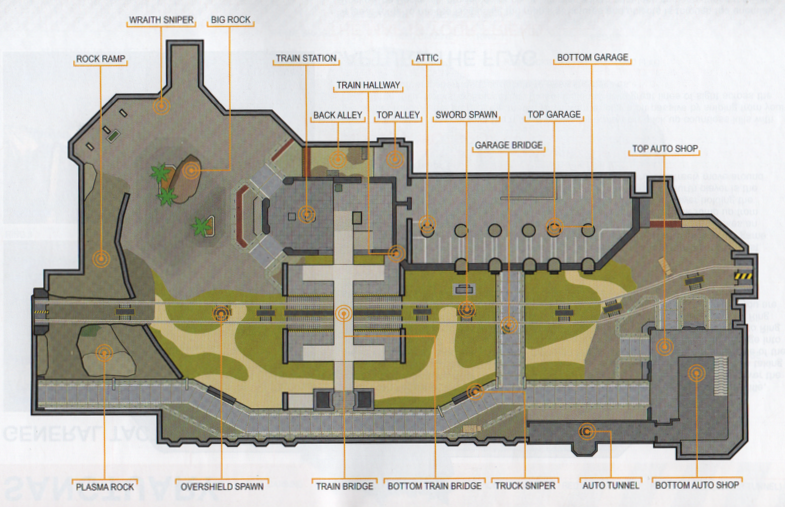 WRAITH SNIPER
BIG ROCK
ROCK RAMP
TRAIN STATION
ATTIC
BOTTOM GARAGE
TRAIN HALLWAY
BACK ALLEY
TOP ALLEY
SWORD SPAWN
TOP GARAGE
GARAGE BRIDGE
TOP AUTO SHOP
PLASMA ROCK
OVERSHIELD SPAWN
TRAIN BRIDGE
BOTTOM TRAIN BRIDGE
TRUCK SNIPER
AUTO TUNNEL
BOTTOM AUTO SHOP